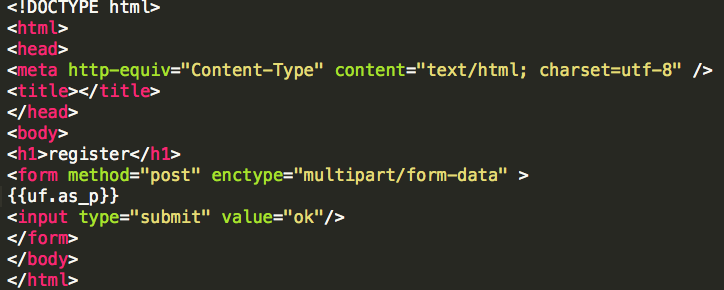 <!DOCTYPE html>
<html>
<head>
<meta http-equiv="Content-Type" content="text/html; charset=utf-8" />
<title></title>
</head>
<body>
<h1>register</h1>
<form method="post" enctype="multipart/form-data" >
{{uf.as_p}}
<input type="submit" value="ok"/>
</form>
</body>
</html>